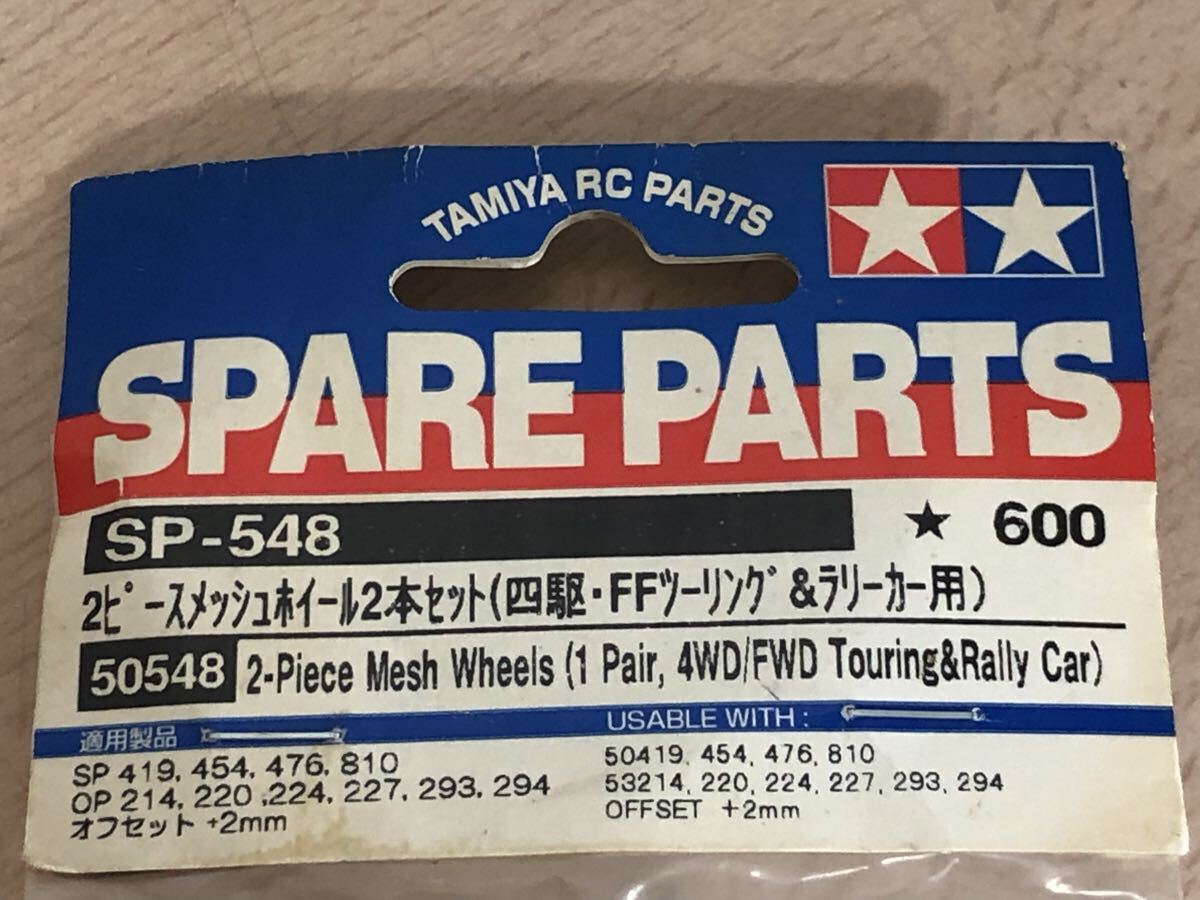 TAMIYA RC PARTS
SPARE PARTS
SP-548 ★ 600
2ピースメッシュホイール2本セット(四駆・FFツーリング&ラリーカー用)
50548 2-Piece Mesh Wheels (1 Pair, 4WD/FWD Touring&Rally Car)
適用製品
SP 419, 454, 476, 810
OP 214, 220 ,224, 227, 293, 294
オフセット +2mm
USABLE WITH :
50419, 454, 476, 810
53214, 220, 224, 227, 293, 294
OFFSET +2mm